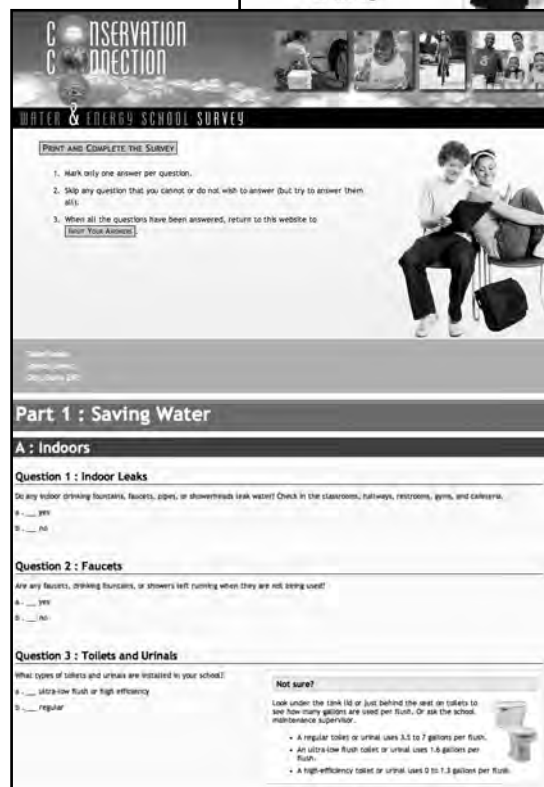 CONSERVATION
CONNECTION
WATER & ENERGY SCHOOL SURVEY
PRINT AND COMPLETE THE SURVEY
1. Mark only one answer per question.
2. Skip any question that you cannot or do not wish to answer (but try to answer them
all).
3. When all the questions have been answered, return to this website to
INPUT YOUR ANSWERS.
Part 1 : Saving Water
A : Indoors
Question 1 : Indoor Leaks
Do any indoor drinking fountains, faucets, pipes, or showerheads leak water? Check in the classrooms, hallways, restrooms, gyms, and cafeteria.
a . __ yes
b . __ no
Question 2 : Faucets
Are any faucets, drinking fountains, or showers left running when they are not being used?
a . __ yes
b . __ no
Question 3 : Toilets and Urinals
What types of toilets and urinals are installed in your school?
a . __ ultra-low flush or high efficiency
b . __ regular
Not sure?
Look under the tank lid or just behind the seat on toilets to
see how many gallons are used per flush. Or ask the school
maintenance supervisor.
• A regular toilet or urinal uses 3.5 to 7 gallons per flush.
• An ultra-low flush toilet or urinal uses 1.6 gallons per
flush.
• A high-efficiency toilet or urinal uses 0 to 1.3 gallons per flush.